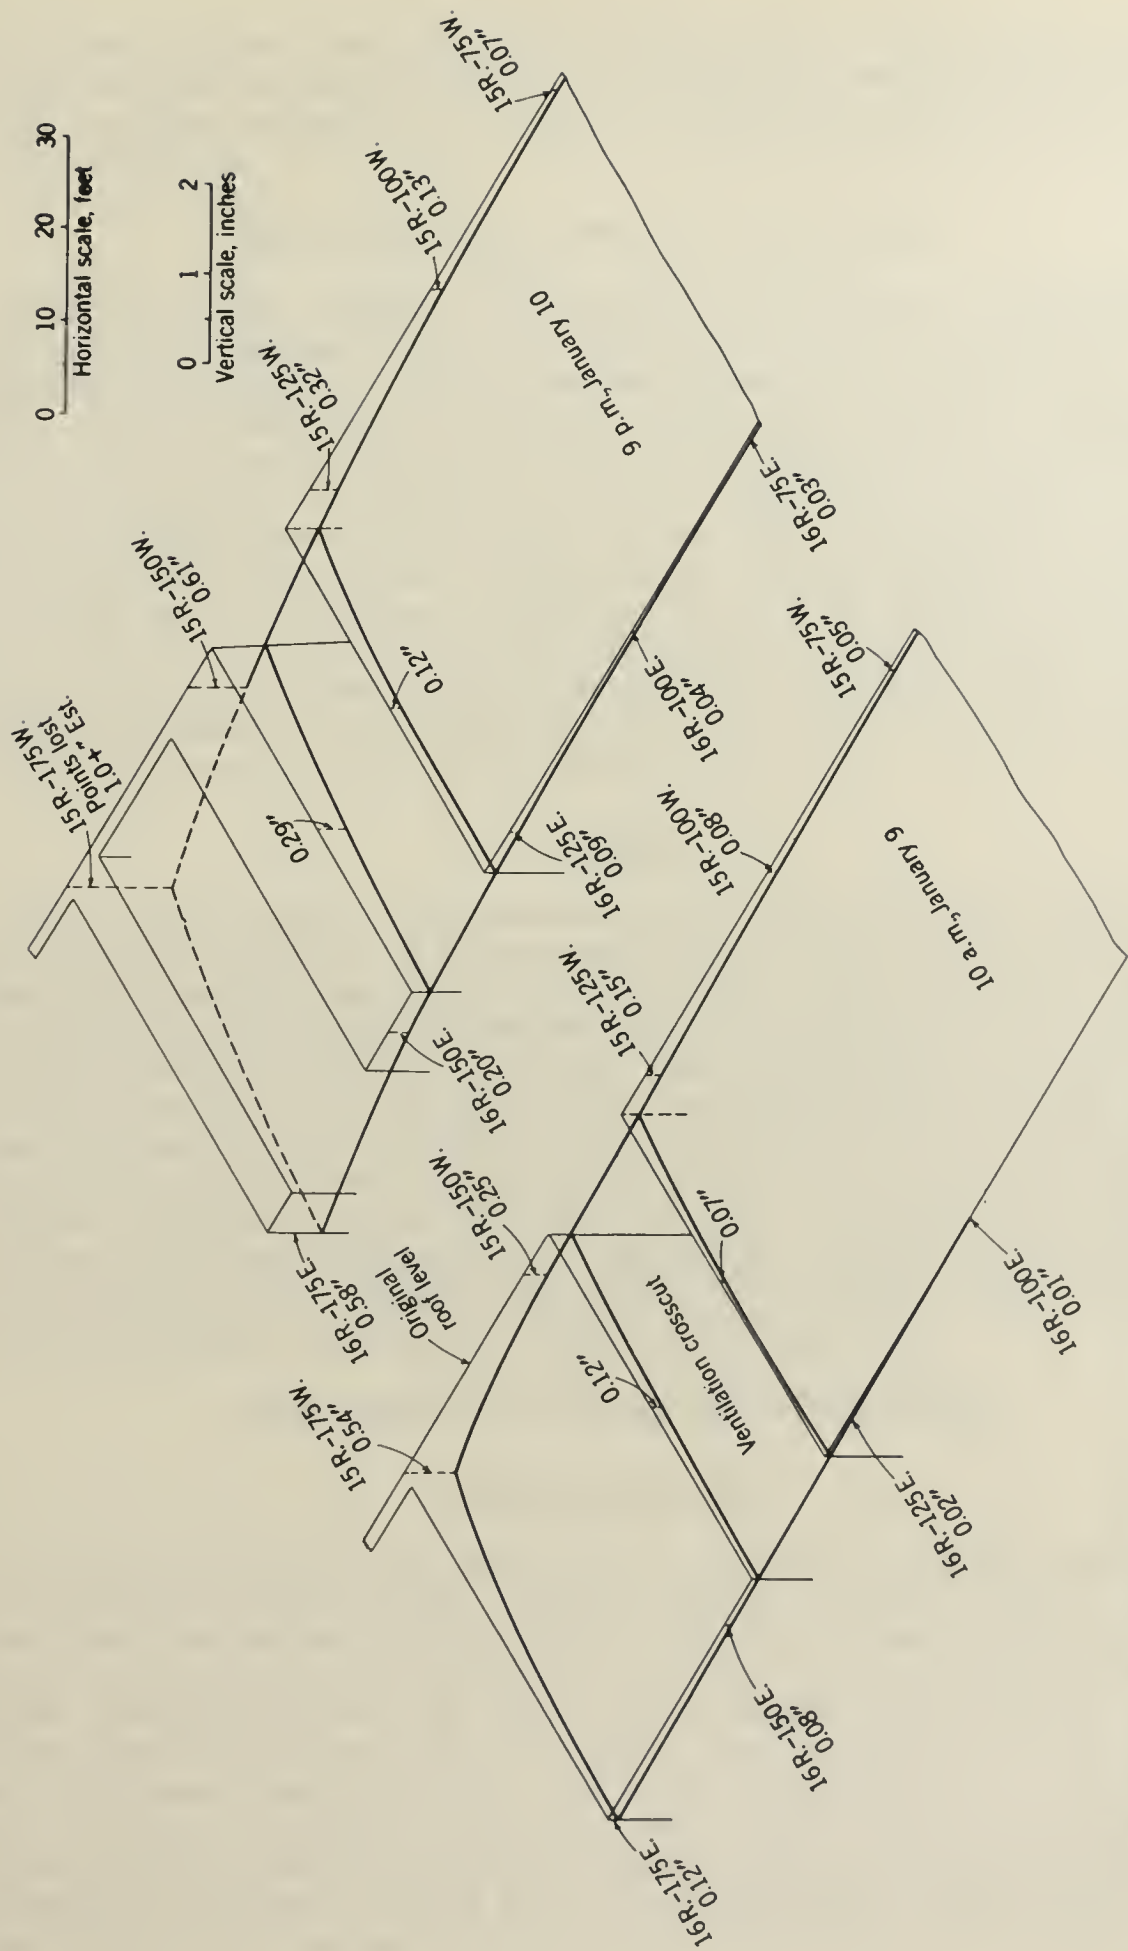 0 10 20 30
Horizontal scale, feet
0 1 2
Vertical scale, inches
15R.-175W.
Points lost
1.0+" Est.
15R.-150W.
0.61"
15R.-125W.
0.32"
15R.-100W.
0.13"
15R.-75W.
0.07"
0.29"
0.12"
9 p.m, January 10
16R.-175E.
0.58"
16R.-150E.
0.20"
16R.-125E.
0.09"
16R.-100E.
0.04"
16R.-75E.
0.03"
15R.-175W.
0.54"
Original
roof level
15R.-150W.
0.25"
15R.-125W.
0.15"
15R.-100W.
0.08"
15R.-75W.
0.05"
0.12"
Ventilation crosscut
0.07"
10 a.m, January 9
16R.-175E.
0.12"
16R.-150E.
0.08"
16R.-125E.
0.02"
16R.-100E.
0.01"